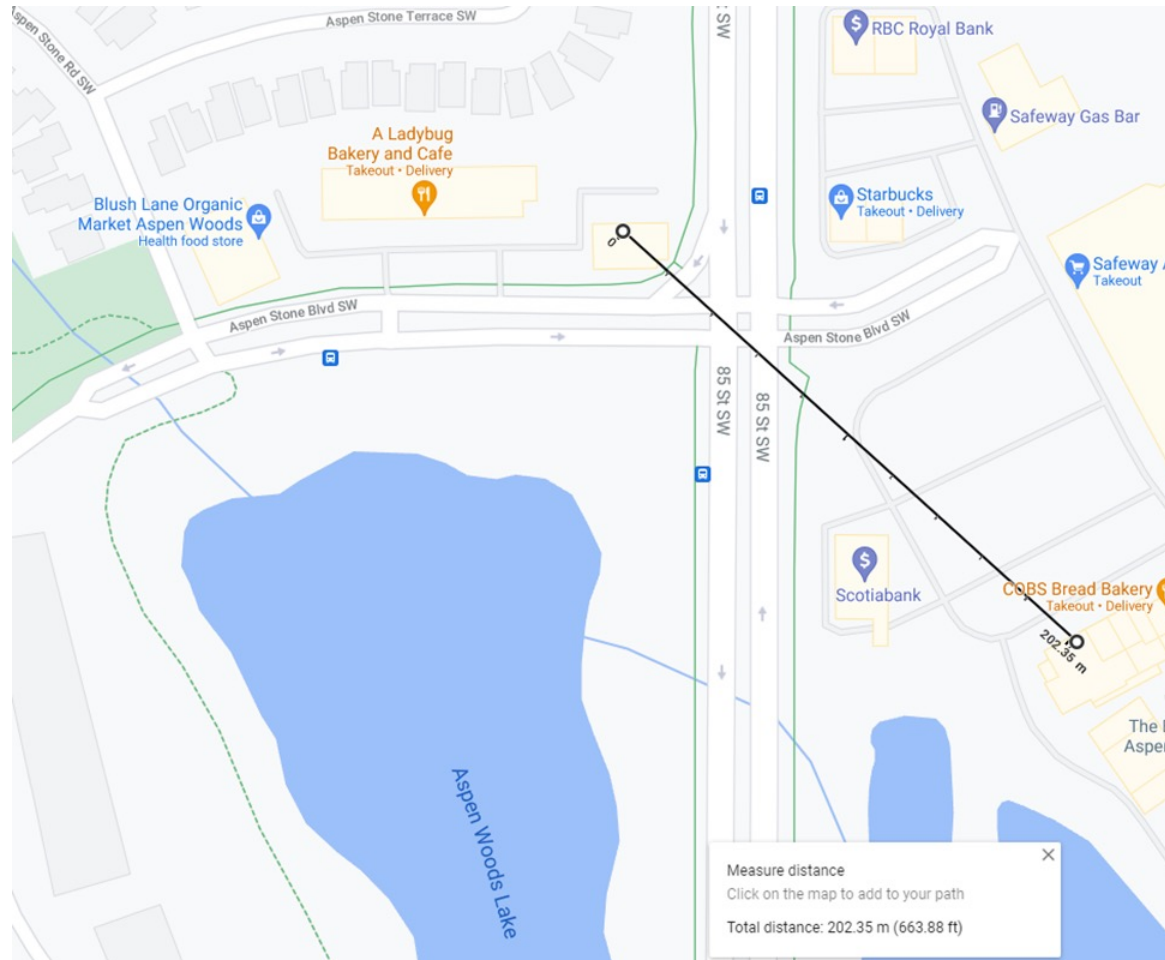 Aspen Stone Terrace SW
t SW
RBC Royal Bank
spen Stone Rd SW
Safeway Gas Bar
A Ladybug
Bakery and Cafe
Takeout • Delivery
Blush Lane Organic
Market Aspen Woods
Health food store
Starbucks
Takeout • Delivery
0
Safeway
Takeout
Aspen Stone Blvd SW
Aspen Stone Blvd SW
85 St SW
85 St SW
Scotiabank
COBS Bread Bakery
Takeout • Delivery
202.35 m
The
Aspe
Aspen Woods Lake
Measure distance
Click on the map to add to your path
Total distance: 202.35 m (663.88 ft)